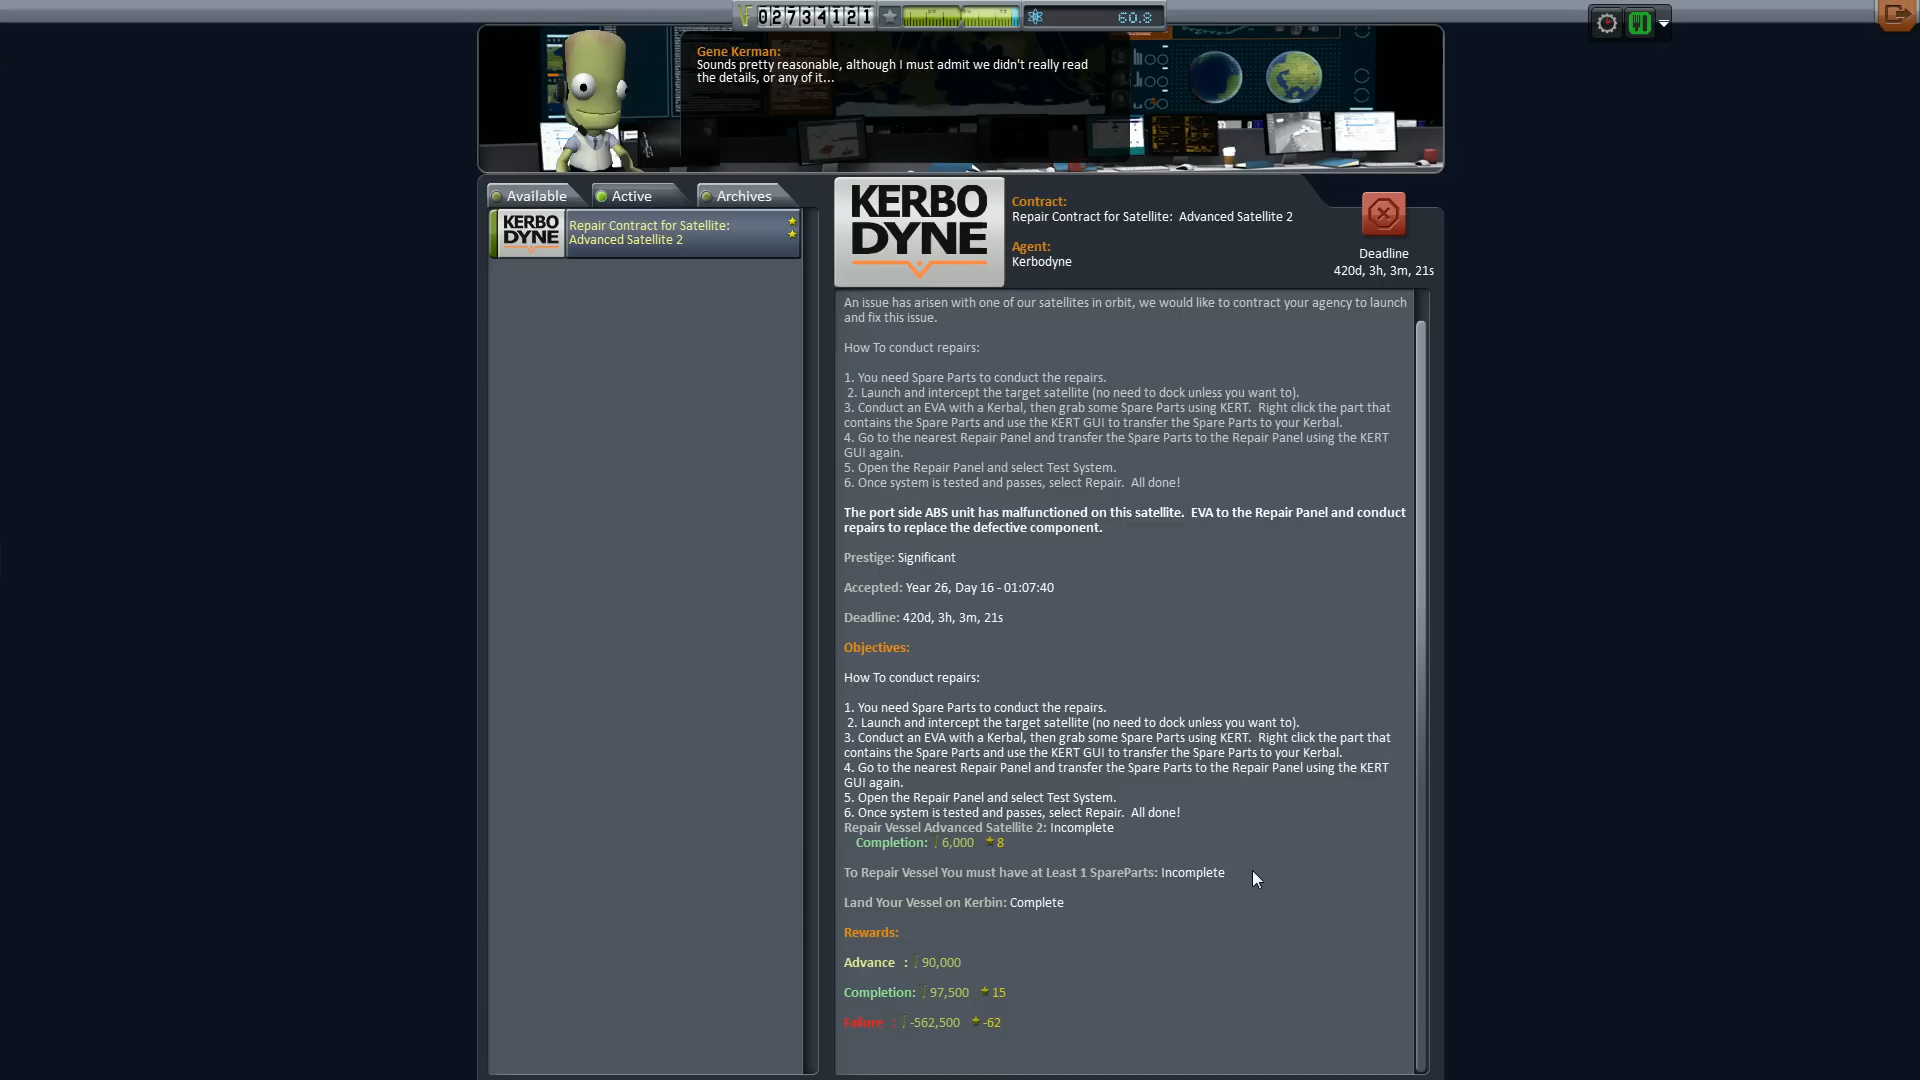 02734121
60.8
Gene Kerman:
Sounds pretty reasonable, although I must admit we didn't really read
the details, or any of it...
Available
Active
Archives
KERBO
DYNE
Repair Contract for Satellite:
Advanced Satellite 2
KERBO
DYNE
Contract:
Repair Contract for Satellite:  Advanced Satellite 2
Agent:
Kerbodyne
Deadline
420d, 3h, 3m, 21s
An issue has arisen with one of our satellites in orbit, we would like to contract your agency to launch
and fix this issue.
How To conduct repairs:
1. You need Spare Parts to conduct the repairs.
2. Launch and intercept the target satellite (no need to dock unless you want to).
3. Conduct an EVA with a Kerbal, then grab some Spare Parts using KERT.  Right click the part that
contains the Spare Parts and use the KERT GUI to transfer the Spare Parts to your Kerbal.
4. Go to the nearest Repair Panel and transfer the Spare Parts to the Repair Panel using the KERT
GUI again.
5. Open the Repair Panel and select Test System.
6. Once system is tested and passes, select Repair.  All done!
The port side ABS unit has malfunctioned on this satellite.  EVA to the Repair Panel and conduct
repairs to replace the defective component.
Prestige: Significant
Accepted: Year 26, Day 16 - 01:07:40
Deadline: 420d, 3h, 3m, 21s
Objectives:
How To conduct repairs:
1. You need Spare Parts to conduct the repairs.
2. Launch and intercept the target satellite (no need to dock unless you want to).
3. Conduct an EVA with a Kerbal, then grab some Spare Parts using KERT.  Right click the part that
contains the Spare Parts and use the KERT GUI to transfer the Spare Parts to your Kerbal.
4. Go to the nearest Repair Panel and transfer the Spare Parts to the Repair Panel using the KERT
GUI again.
5. Open the Repair Panel and select Test System.
6. Once system is tested and passes, select Repair.  All done!
Repair Vessel Advanced Satellite 2: Incomplete
Completion: 6,000 8
To Repair Vessel You must have at Least 1 SpareParts: Incomplete
Land Your Vessel on Kerbin: Complete
Rewards:
Advance : 90,000
Completion: 97,500 15
Failure : -562,500 -62